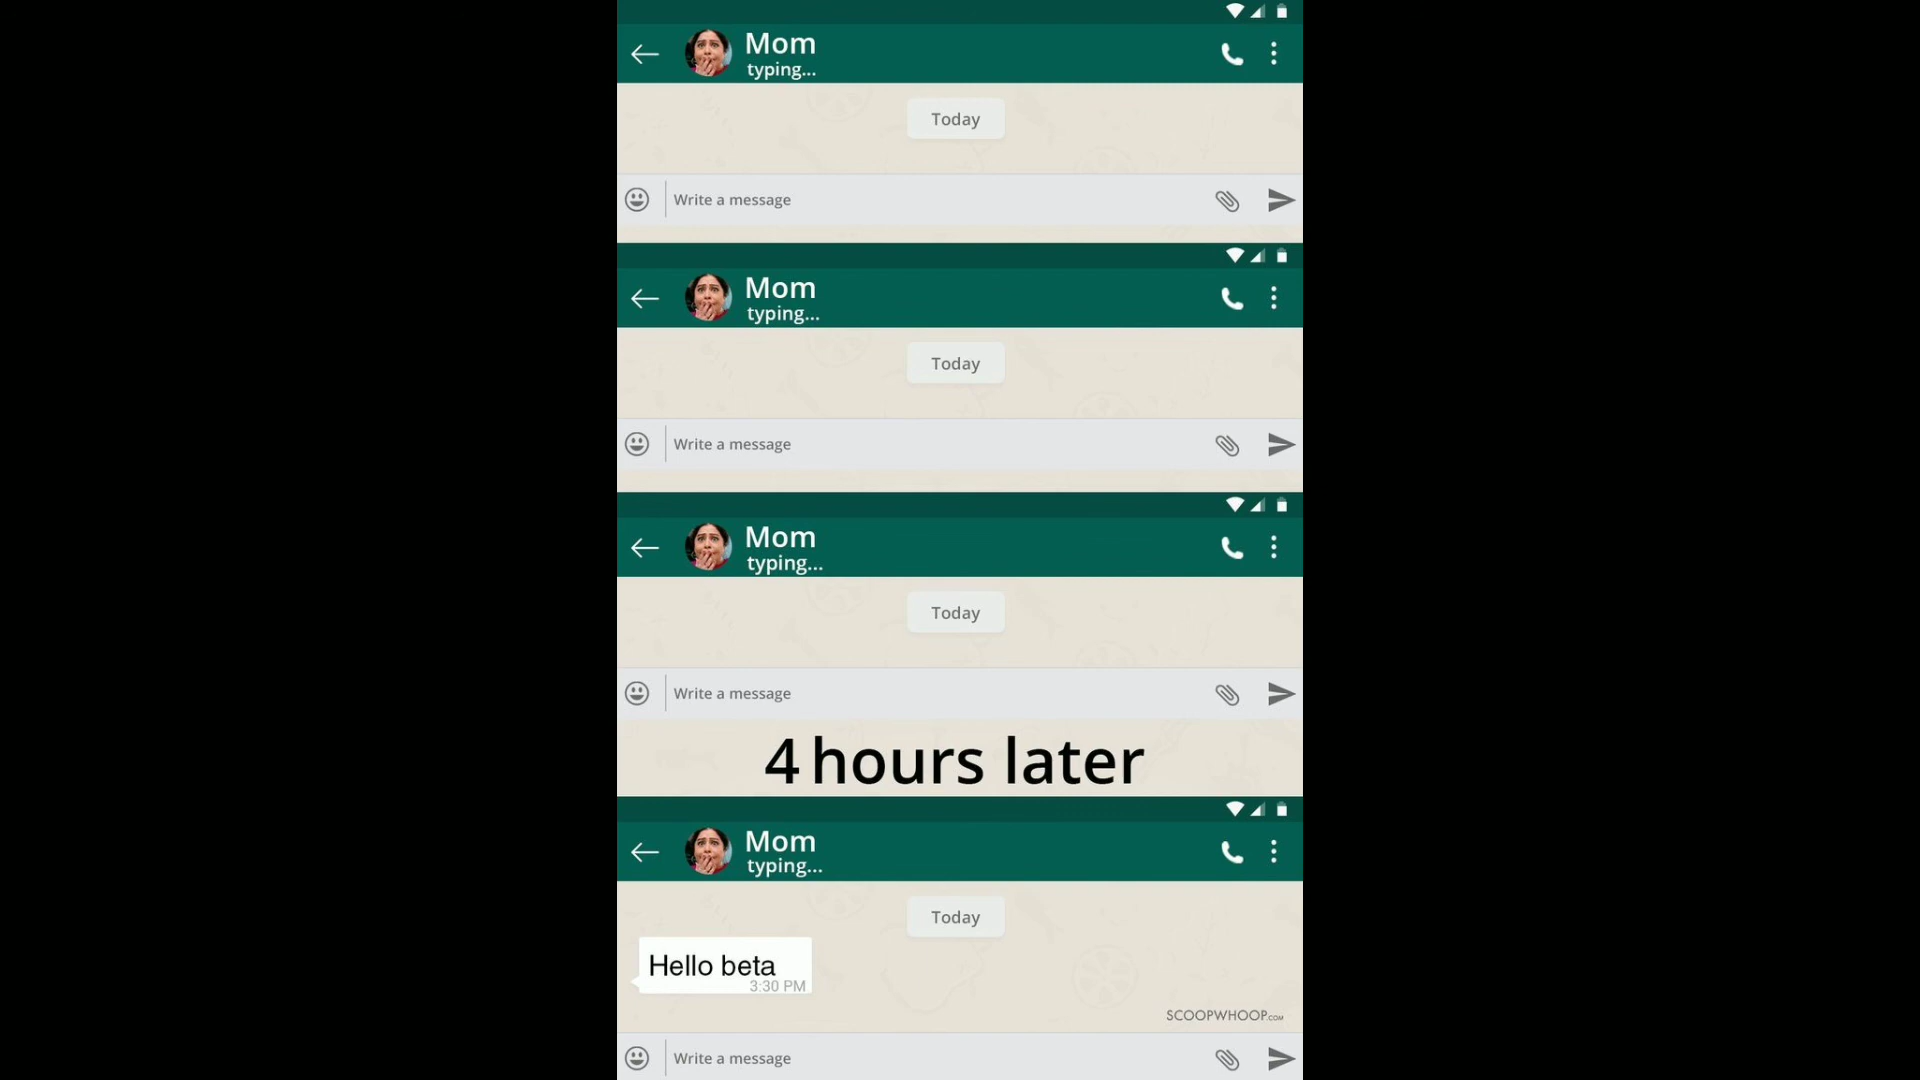 Mom
typing...
Today
Write a message
Mom
typing...
Today
Write a message
Mom
typing...
Today
Write a message
4 hours later
Mom
typing...
Today
Hello beta
3:30 PM
SCOOPWHOOP.COM
Write a message